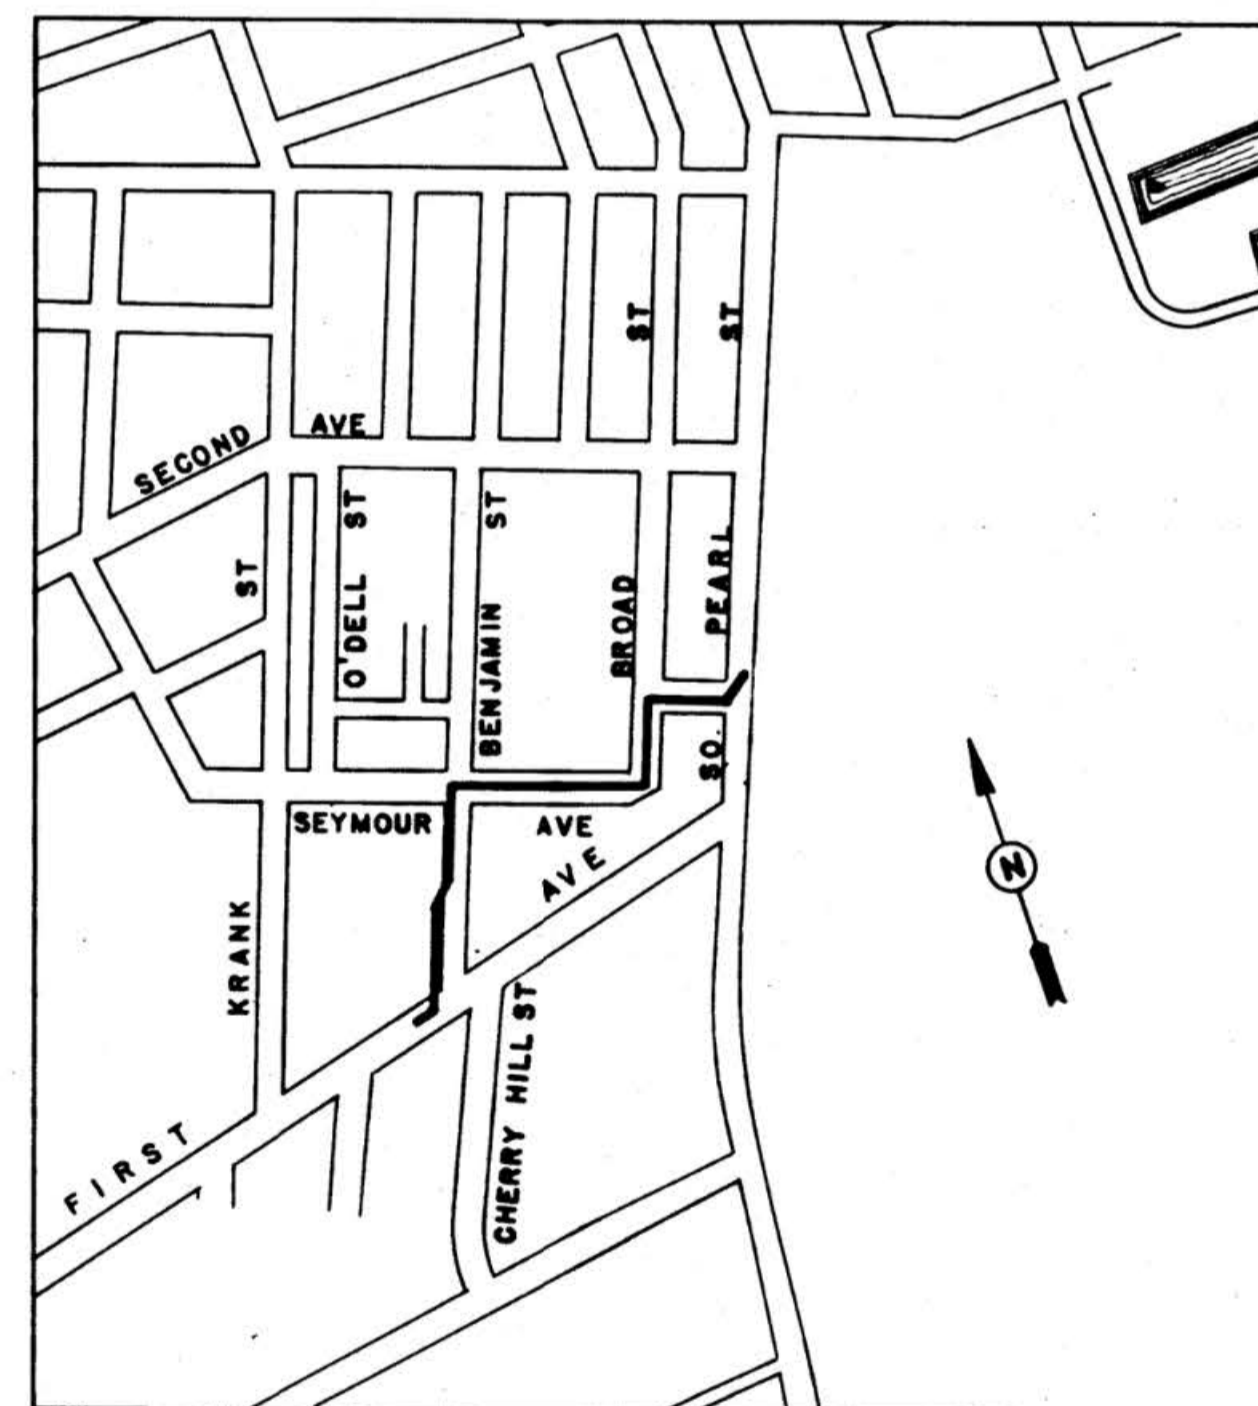 ST
ST
SECOND AVE
ST
O'DELL ST
BENJAMIN ST
BROAD
PEARL
SO.
SEYMOUR AVE
AVE
KRANK
N
FIRST
CHERRY HILL ST